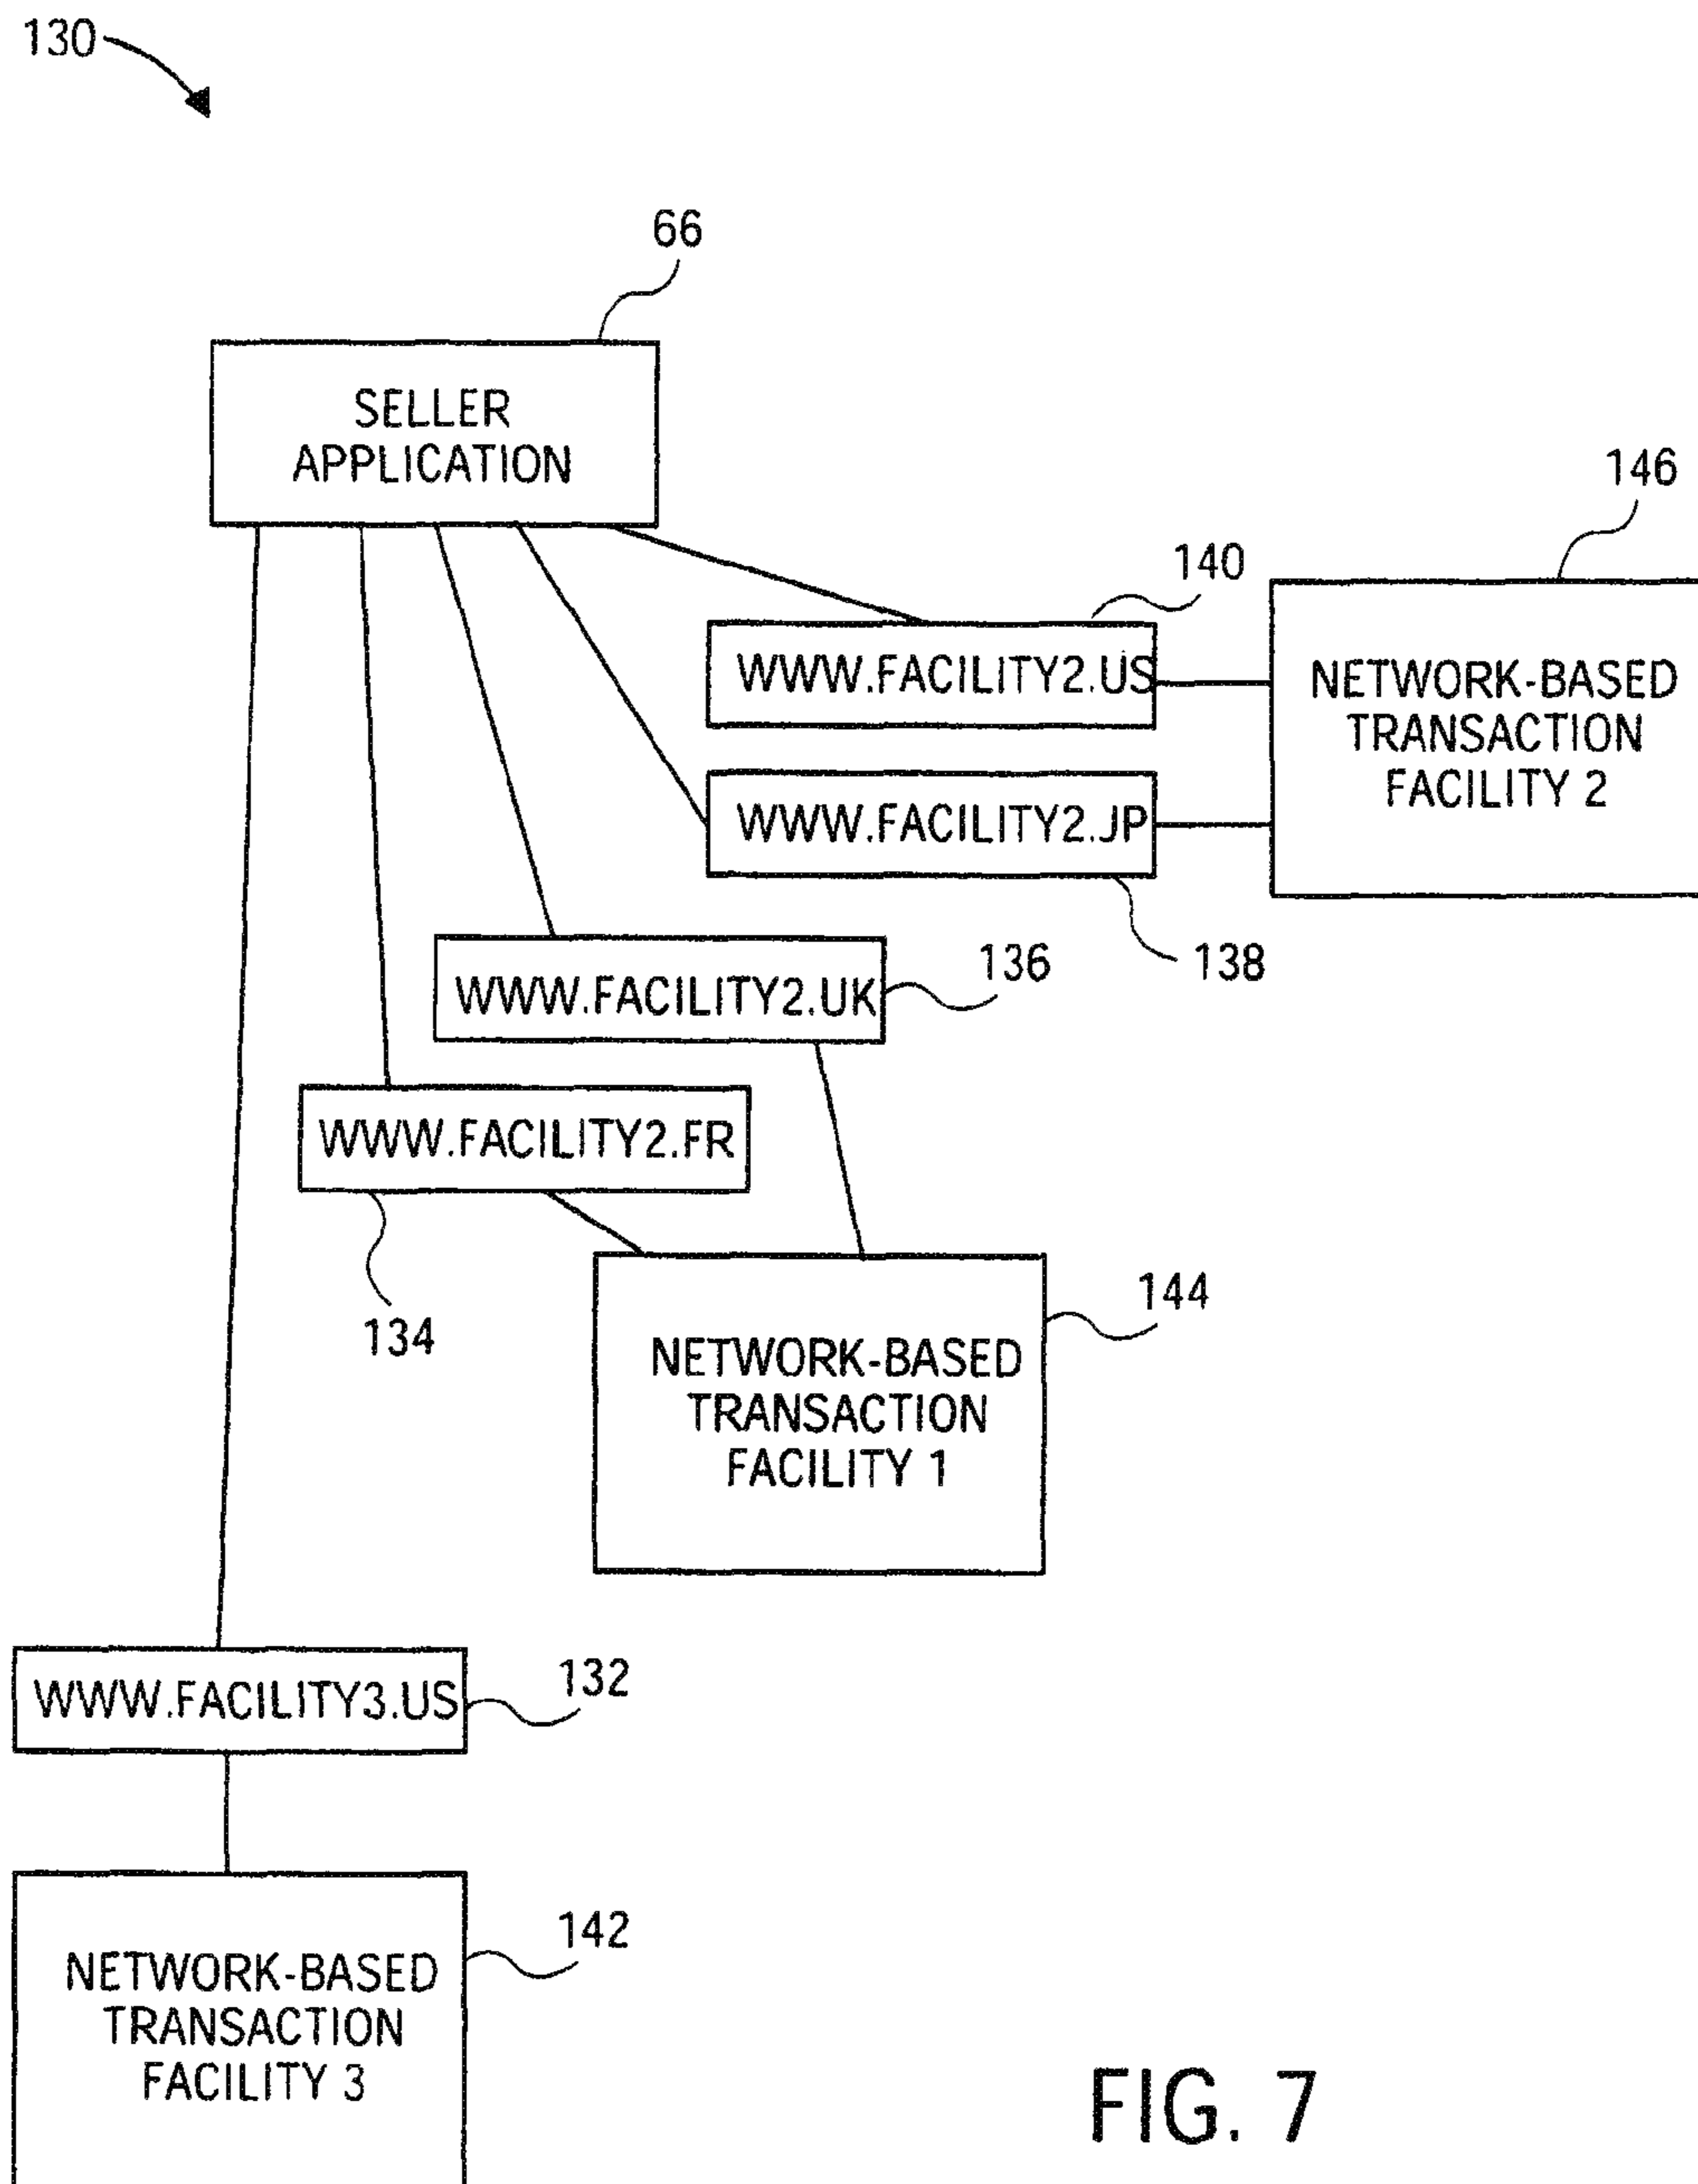 130
66
SELLER
APPLICATION
146
140
WWW.FACILITY2.US
NETWORK-BASED
TRANSACTION
FACILITY 2
WWW.FACILITY2.JP
138
WWW.FACILITY2.UK
136
WWW.FACILITY2.FR
134
144
NETWORK-BASED
TRANSACTION
FACILITY 1
WWW.FACILITY3.US
132
142
NETWORK-BASED
TRANSACTION
FACILITY 3
FIG. 7